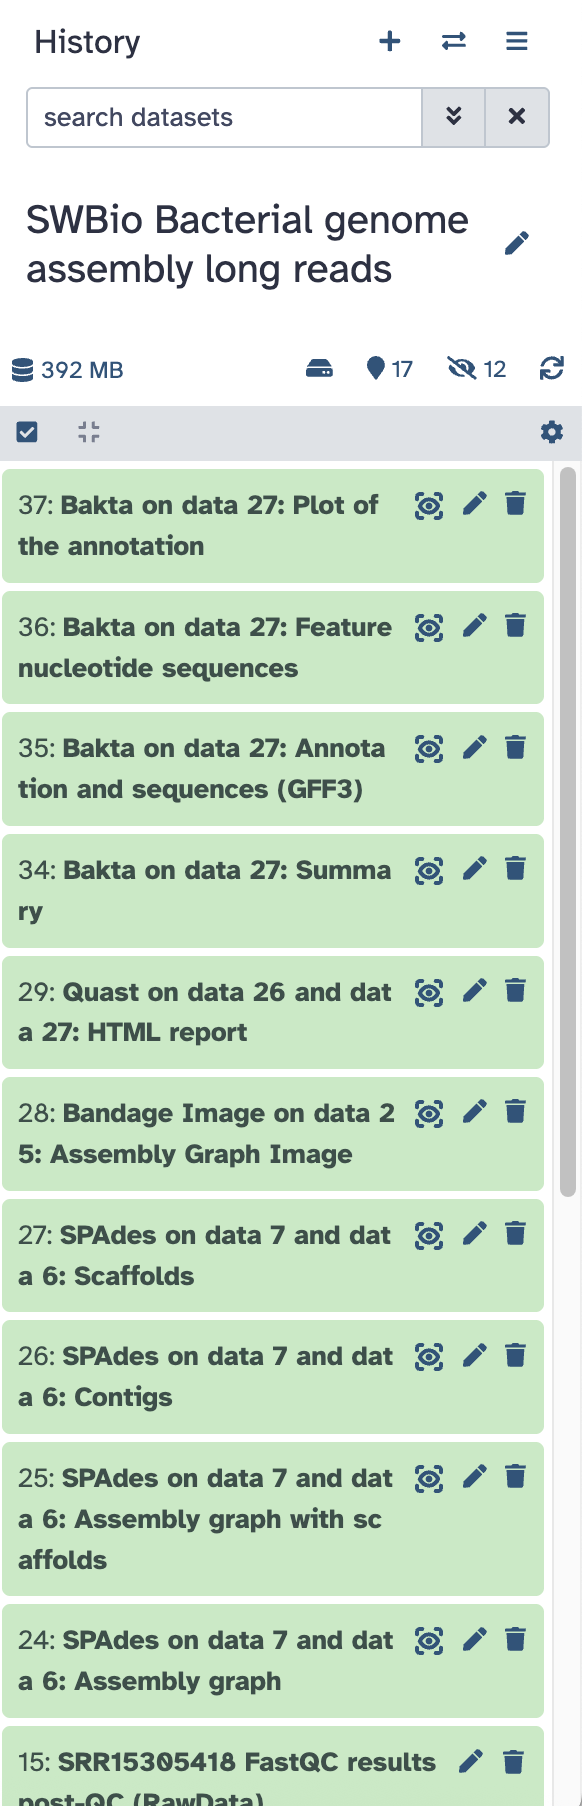 History
search datasets
SWBio Bacterial genome
assembly long reads
392 MB 17 12
37: Bakta on data 27: Plot of
the annotation
36: Bakta on data 27: Feature
nucleotide sequences
35: Bakta on data 27: Annota
tion and sequences (GFF3)
34: Bakta on data 27: Summa
ry
29: Quast on data 26 and dat
a 27: HTML report
28: Bandage Image on data 2
5: Assembly Graph Image
27: SPAdes on data 7 and dat
a 6: Scaffolds
26: SPAdes on data 7 and dat
a 6: Contigs
25: SPAdes on data 7 and dat
a 6: Assembly graph with sc
affolds
24: SPAdes on data 7 and dat
a 6: Assembly graph
15: SRR15305418 FastQC results
post-QC (RawData)